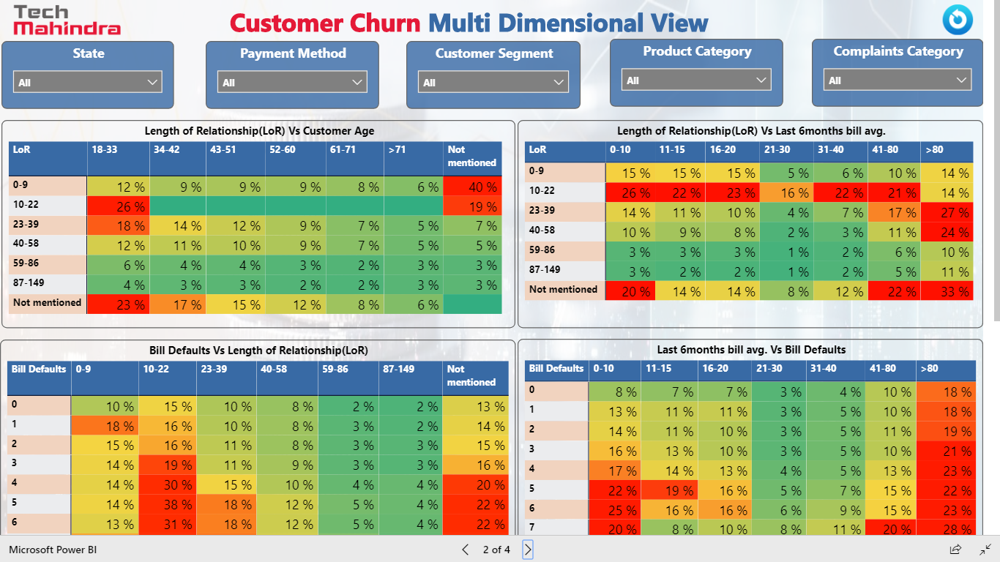 Tech
Mahindra
Customer Churn Multi Dimensional View
State Payment Method Customer Segment Product Category Complaints Category
All All All All All
Length of Relationship(LoR) Vs Customer Age
LoR 18-33 34-42 43-51 52-60 61-71 >71 Not mentioned
0-9 12 % 9 % 9 % 9 % 8 % 6 % 40 %
10-22 26 % 19 %
23-39 18 % 14 % 12 % 9 % 7 % 5 % 7 %
40-58 12 % 11 % 10 % 9 % 7 % 5 % 5 %
59-86 6 % 4 % 4 % 3 % 2 % 3 % 3 %
87-149 4 % 3 % 3 % 2 % 2 % 3 % 3 %
Not mentioned 23 % 17 % 15 % 12 % 8 % 6 %
Length of Relationship(LoR) Vs Last 6months bill avg.
LoR 0-10 11-15 16-20 21-30 31-40 41-80 >80
0-9 15 % 15 % 15 % 5 % 6 % 10 % 14 %
10-22 26 % 22 % 23 % 16 % 22 % 21 % 14 %
23-39 14 % 11 % 10 % 4 % 7 % 17 % 27 %
40-58 10 % 9 % 8 % 2 % 3 % 11 % 24 %
59-86 3 % 3 % 3 % 1 % 2 % 6 % 10 %
87-149 3 % 2 % 2 % 1 % 2 % 5 % 11 %
Not mentioned 20 % 14 % 14 % 8 % 12 % 22 % 33 %
Bill Defaults Vs Length of Relationship(LoR)
Bill Defaults 0-9 10-22 23-39 40-58 59-86 87-149 Not mentioned
0 10 % 15 % 10 % 8 % 2 % 2 % 13 %
1 18 % 16 % 10 % 8 % 3 % 2 % 14 %
2 15 % 16 % 11 % 8 % 3 % 3 % 15 %
3 14 % 19 % 11 % 9 % 3 % 3 % 16 %
4 14 % 30 % 15 % 10 % 4 % 4 % 20 %
5 14 % 38 % 18 % 12 % 5 % 4 % 22 %
6 13 % 31 % 18 % 12 % 5 % 4 % 22 %
Last 6months bill avg. Vs Bill Defaults
Bill Defaults 0-10 11-15 16-20 21-30 31-40 41-80 >80
0 8 % 7 % 7 % 3 % 4 % 10 % 18 %
1 13 % 11 % 11 % 3 % 5 % 10 % 18 %
2 14 % 11 % 10 % 3 % 5 % 11 % 19 %
3 16 % 13 % 10 % 3 % 5 % 10 % 21 %
4 17 % 14 % 13 % 4 % 5 % 13 % 23 %
5 22 % 19 % 16 % 5 % 7 % 15 % 22 %
6 25 % 16 % 16 % 6 % 9 % 15 % 23 %
7 20 % 8 % 10 % 8 % 11 % 20 % 28 %
Microsoft Power BI 2 of 4